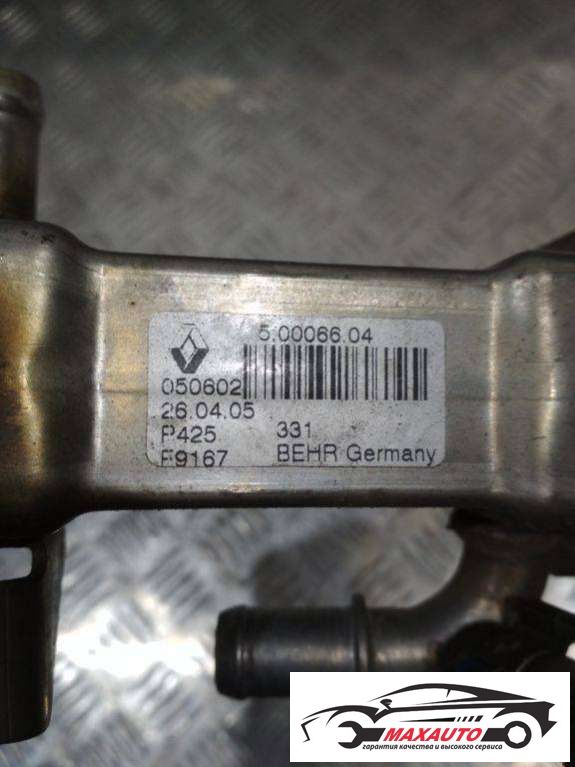 5.00066.04
050602
26.04.05
P425 331
F9167 BEHR Germany
MAXAUTO
гарантия качества и высокого сервиса